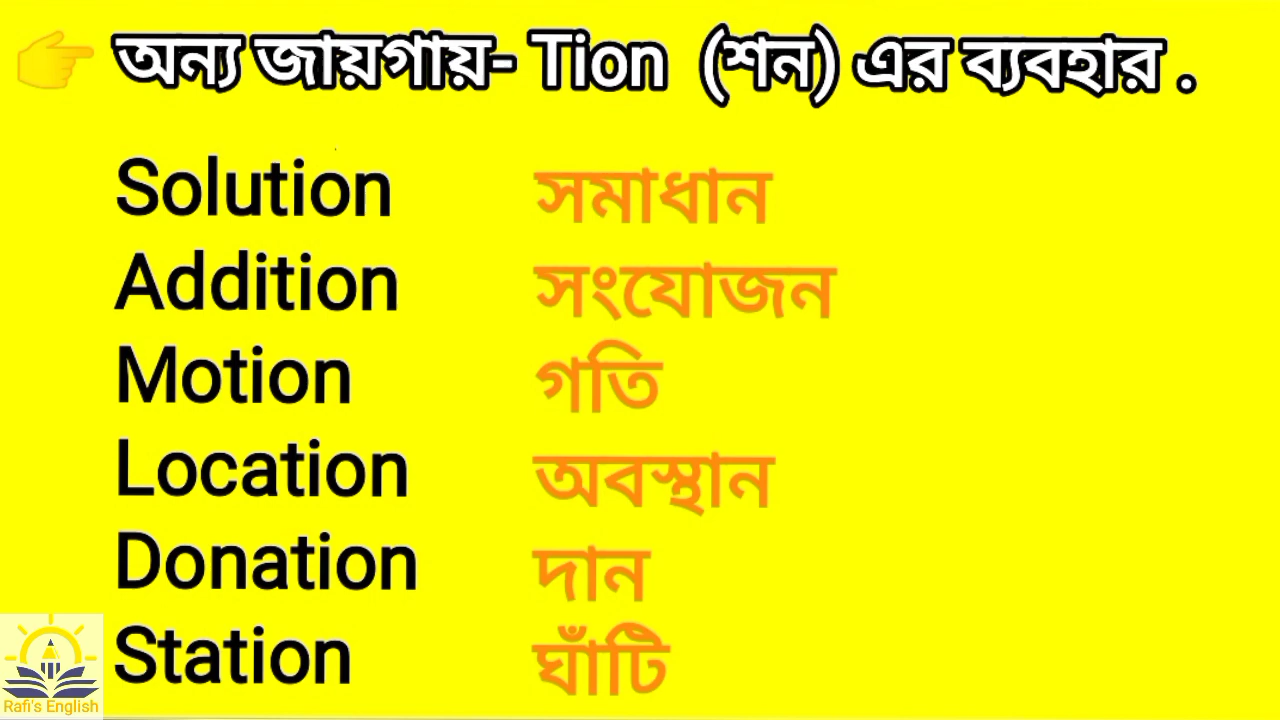 অন্য জায়গায়- Tion (শন) এর ব্যবহার .
Solution সমাধান
Addition সংযোজন
Motion গতি
Location অবস্থান
Donation দান
Station ঘাঁটি
Rafi's English